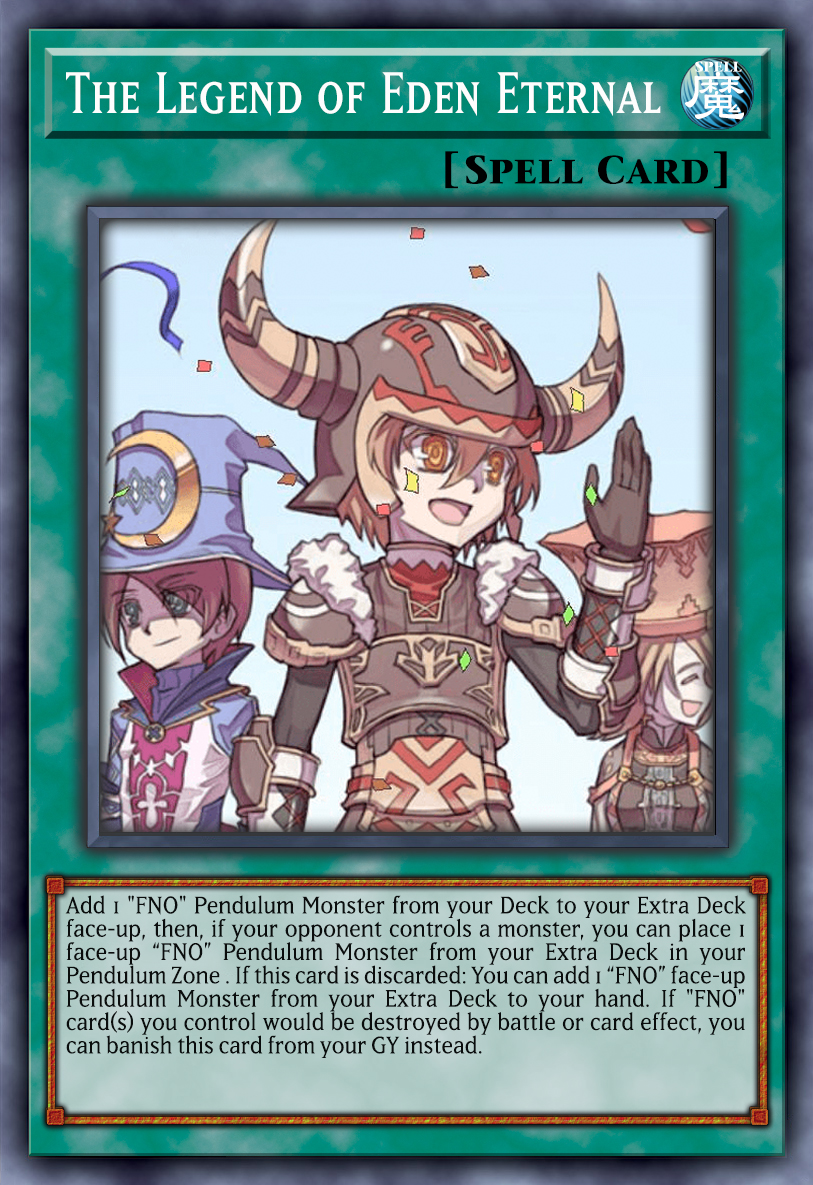 The Legend of Eden Eternal
SPELL
魔
[Spell Card]
Add 1 "FNO" Pendulum Monster from your Deck to your Extra Deck
face-up, then, if your opponent controls a monster, you can place 1
face-up “FNO” Pendulum Monster from your Extra Deck in your
Pendulum Zone . If this card is discarded: You can add 1 “FNO” face-up
Pendulum Monster from your Extra Deck to your hand. If "FNO"
card(s) you control would be destroyed by battle or card effect, you
can banish this card from your GY instead.